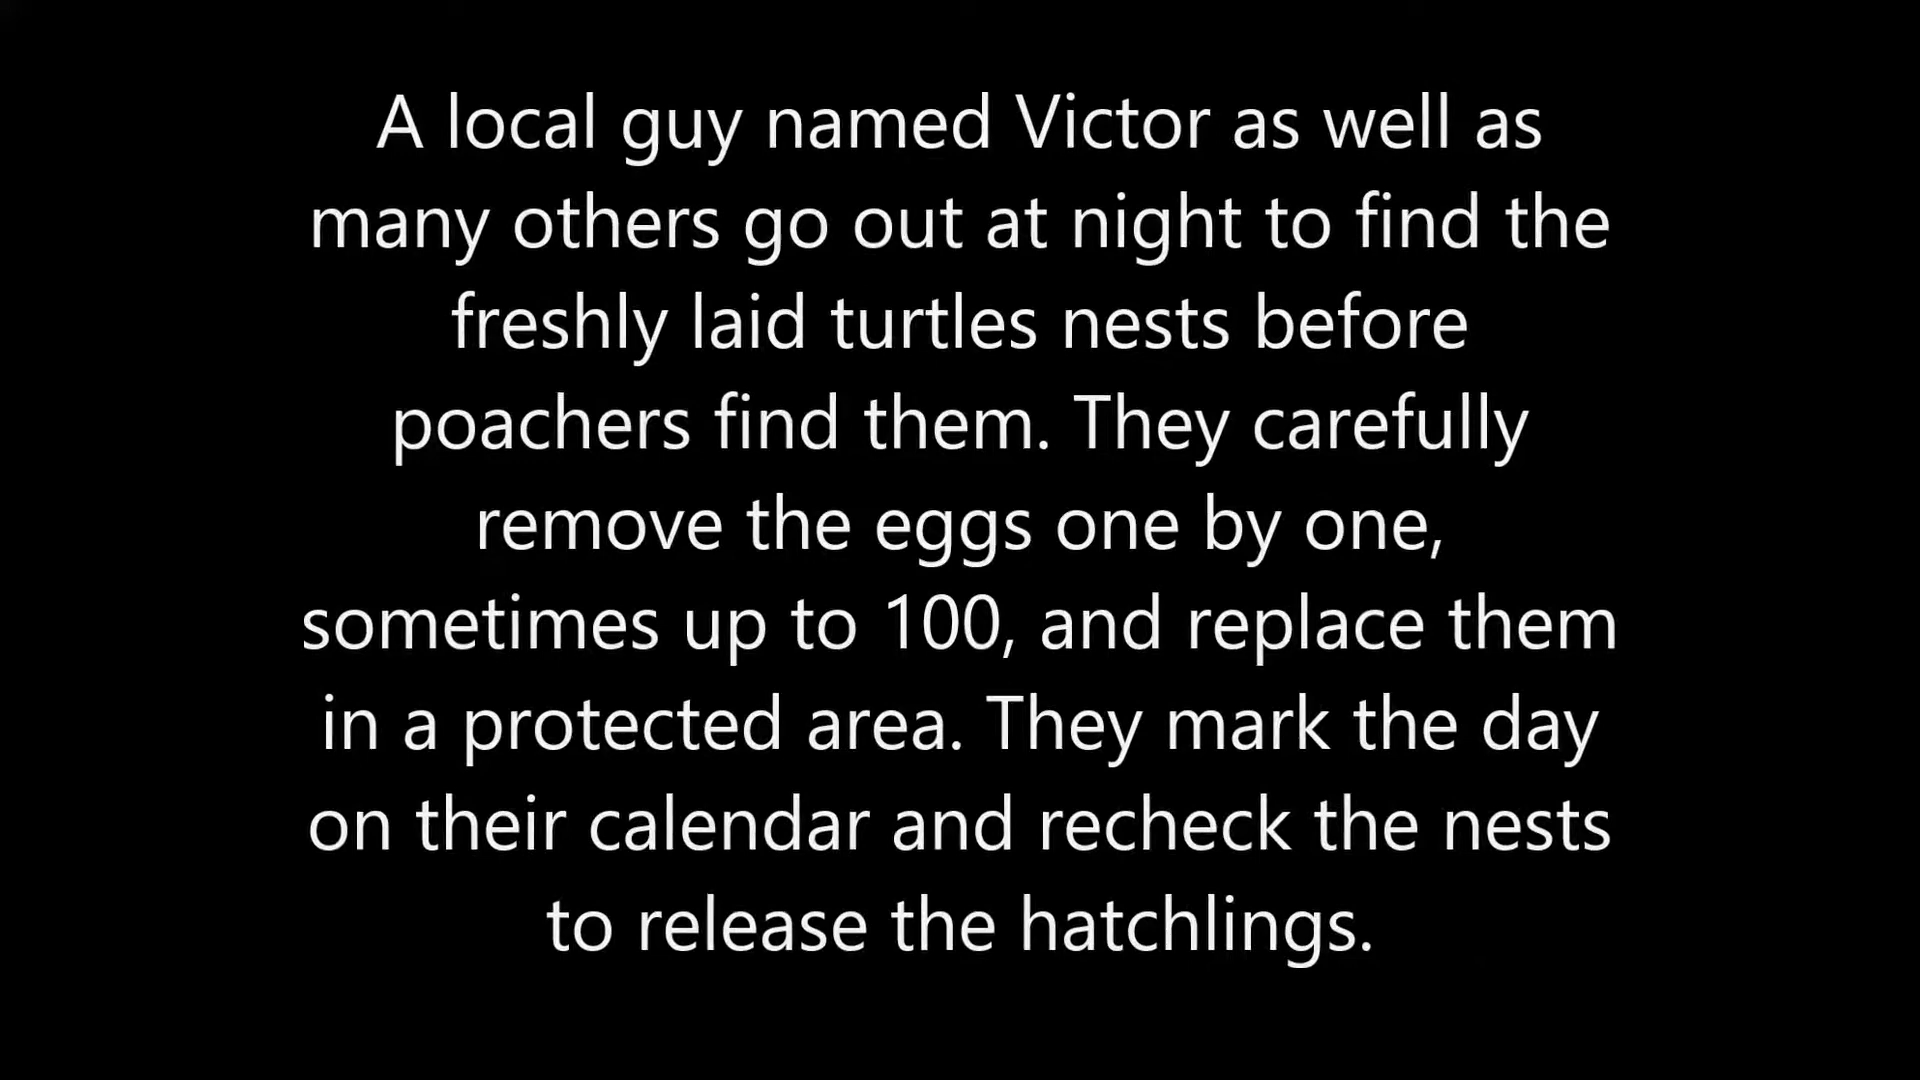 A local guy named Victor as well as
many others go out at night to find the
freshly laid turtles nests before
poachers find them. They carefully
remove the eggs one by one,
sometimes up to 100, and replace them
in a protected area. They mark the day
on their calendar and recheck the nests
to release the hatchlings.